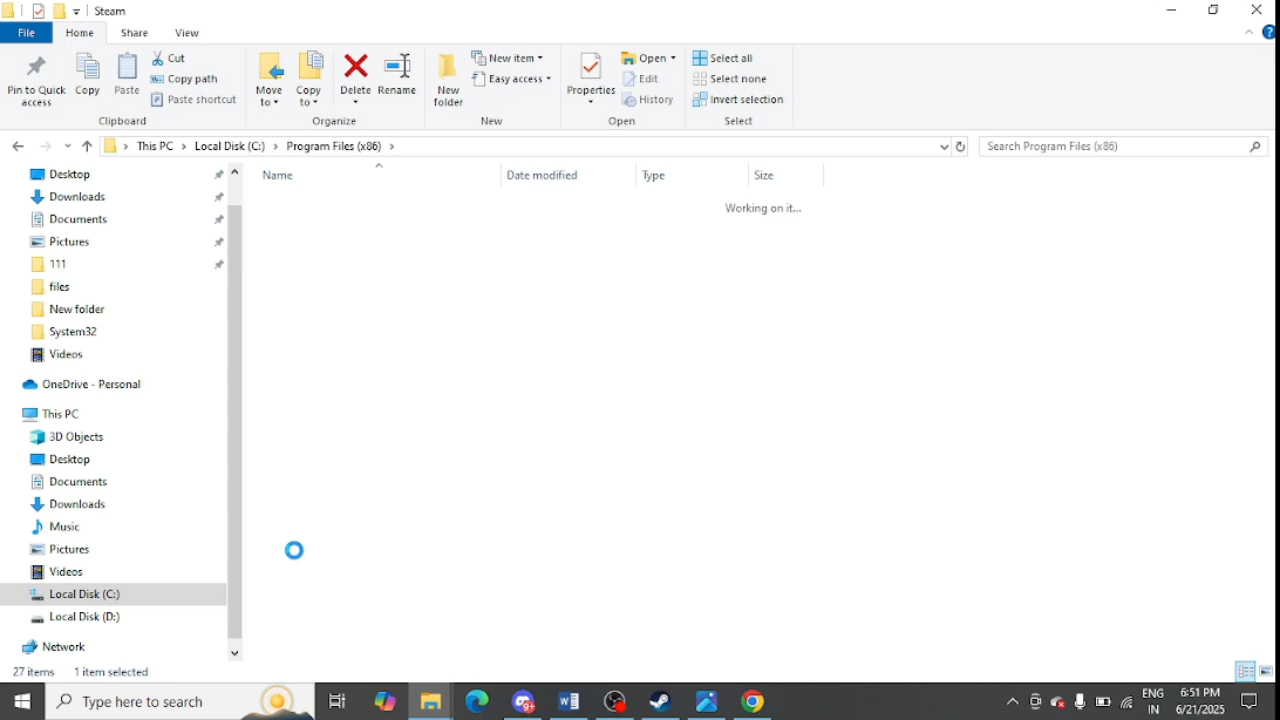 Steam
File Home Share View
Pin to Quick access
Copy
Paste
Cut
Copy path
Paste shortcut
Clipboard
Move to
Copy to
Delete
Rename
Organize
New folder
New item
Easy access
New
Properties
Open
Edit
History
Open
Select all
Select none
Invert selection
Select
This PC > Local Disk (C:) > Program Files (x86) >
Search Program Files (x86)
Name Date modified Type Size
Working on it...
Desktop
Downloads
Documents
Pictures
111
files
New folder
System32
Videos
OneDrive - Personal
This PC
3D Objects
Desktop
Documents
Downloads
Music
Pictures
Videos
Local Disk (C:)
Local Disk (D:)
Network
27 items 1 item selected
Type here to search
9+
ENG
IN
6:51 PM
6/21/2025